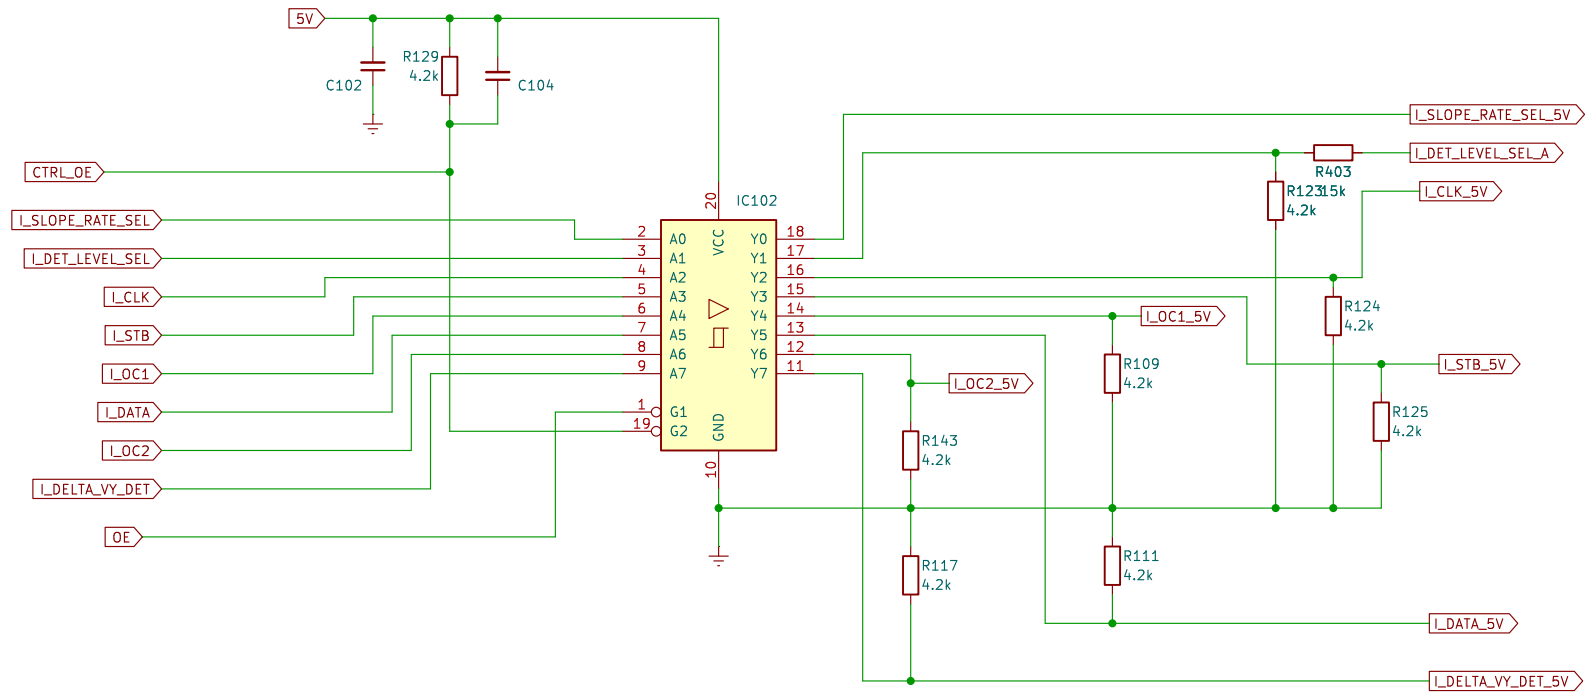 5V
R129
4.2k
C102
C104
CTRL_OE
I_SLOPE_RATE_SEL
I_DET_LEVEL_SEL
I_CLK
I_STB
I_OC1
I_DATA
I_OC2
I_DELTA_VY_DET
OE
IC102
20
VCC
2 A0
3 A1
4 A2
5 A3
6 A4
7 A5
8 A6
9 A7
1 G1
19 G2
GND
10
Y0 18
Y1 17
Y2 16
Y3 15
Y4 14
Y5 13
Y6 12
Y7 11
I_SLOPE_RATE_SEL_5V
I_DET_LEVEL_SEL_A
R403
15k
R123
4.2k
I_CLK_5V
R124
4.2k
I_OC1_5V
R109
4.2k
I_STB_5V
R125
4.2k
I_OC2_5V
R143
4.2k
R117
4.2k
R111
4.2k
I_DATA_5V
I_DELTA_VY_DET_5V